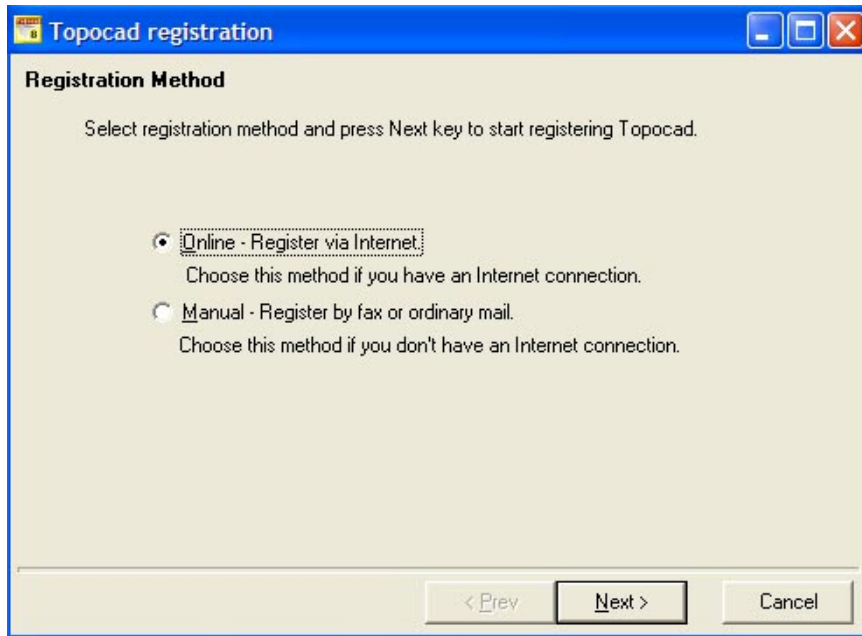 Topocad registration
Registration Method
Select registration method and press Next key to start registering Topocad.
Online - Register via Internet.
Choose this method if you have an Internet connection.
Manual - Register by fax or ordinary mail.
Choose this method if you don't have an Internet connection.
< Prev Next > Cancel